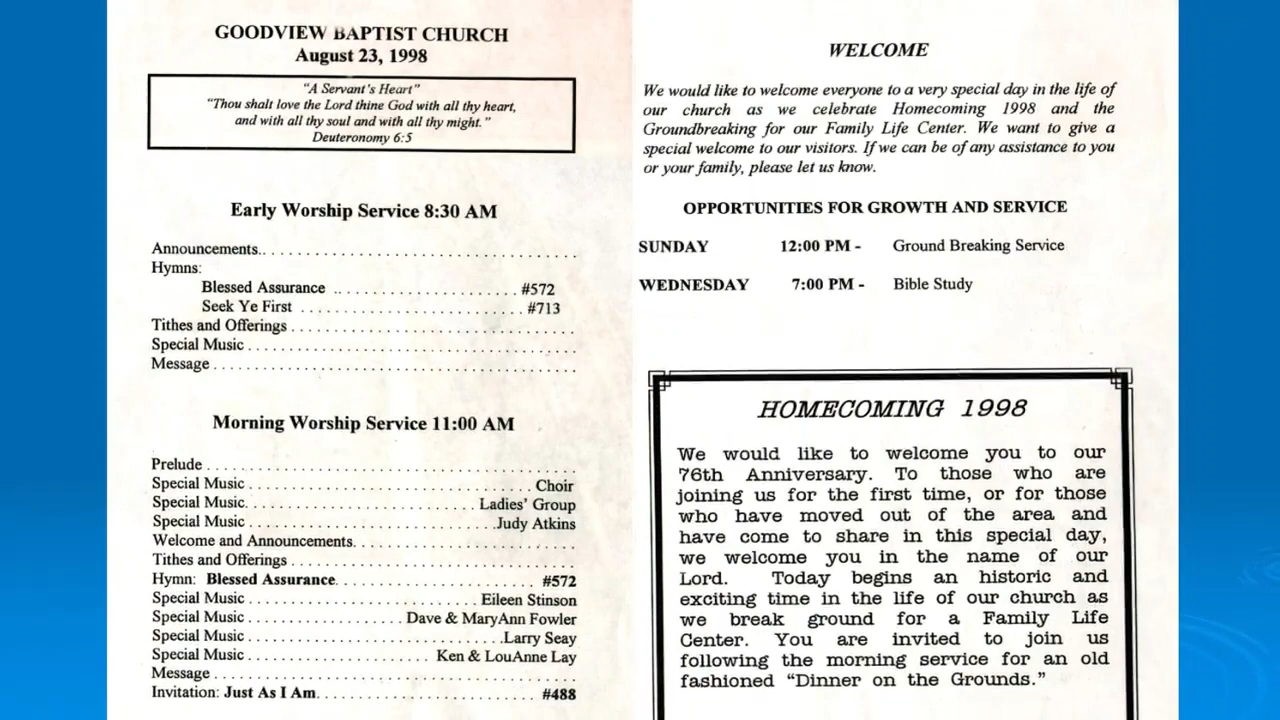 GOODVIEW BAPTIST CHURCH
August 23, 1998
"A Servant's Heart"
"Thou shalt love the Lord thine God with all thy heart,
and with all thy soul and with all thy might."
Deuteronomy 6:5
Early Worship Service 8:30 AM
Announcements
Hymns:
Blessed Assurance #572
Seek Ye First #713
Tithes and Offerings
Special Music
Message
Morning Worship Service 11:00 AM
Prelude
Special Music Choir
Special Music Ladies' Group
Special Music Judy Atkins
Welcome and Announcements
Tithes and Offerings
Hymn: Blessed Assurance #572
Special Music Eileen Stinson
Special Music Dave & MaryAnn Fowler
Special Music Larry Seay
Special Music Ken & LouAnne Lay
Message
Invitation: Just As I Am #488
WELCOME
We would like to welcome everyone to a very special day in the life of
our church as we celebrate Homecoming 1998 and the
Groundbreaking for our Family Life Center. We want to give a
special welcome to our visitors. If we can be of any assistance to you
or your family, please let us know.
OPPORTUNITIES FOR GROWTH AND SERVICE
SUNDAY 12:00 PM - Ground Breaking Service
WEDNESDAY 7:00 PM - Bible Study
HOMECOMING 1998
We would like to welcome you to our
76th Anniversary. To those who are
joining us for the first time, or for those
who have moved out of the area and
have come to share in this special day,
we welcome you in the name of our
Lord. Today begins an historic and
exciting time in the life of our church as
we break ground for a Family Life
Center. You are invited to join us
following the morning service for an old
fashioned "Dinner on the Grounds."